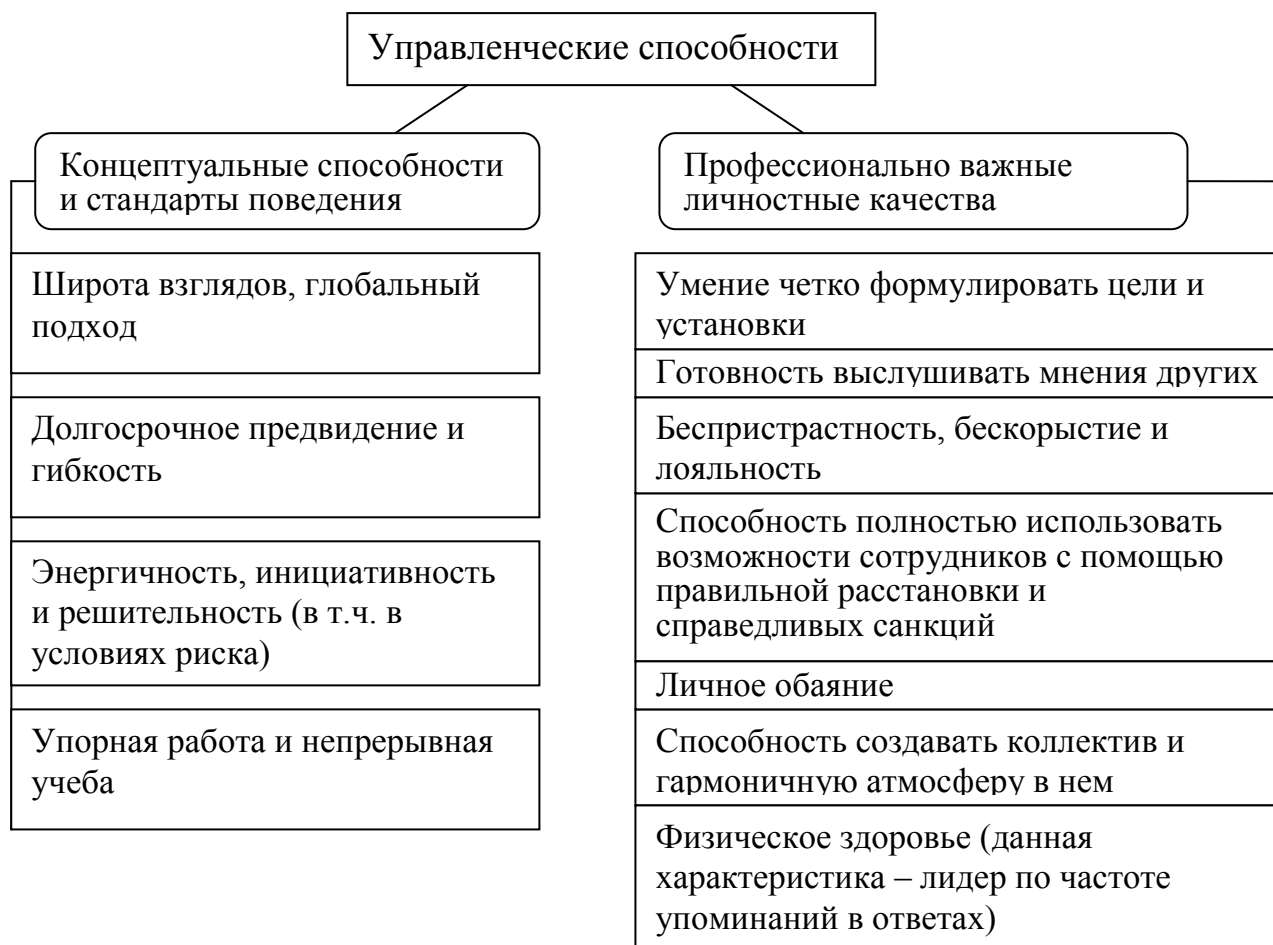 Управленческие способности
Концептуальные способности
и стандарты поведения
Широта взглядов, глобальный
подход
Долгосрочное предвидение и
гибкость
Энергичность, инициативность
и решительность (в т.ч. в
условиях риска)
Упорная работа и непрерывная
учеба
Профессионально важные
личностные качества
Умение четко формулировать цели и
установки
Готовность выслушивать мнения других
Беспристрастность, бескорыстие и
лояльность
Способность полностью использовать
возможности сотрудников с помощью
правильной расстановки и
справедливых санкций
Личное обаяние
Способность создавать коллектив и
гармоничную атмосферу в нем
Физическое здоровье (данная
характеристика – лидер по частоте
упоминаний в ответах)